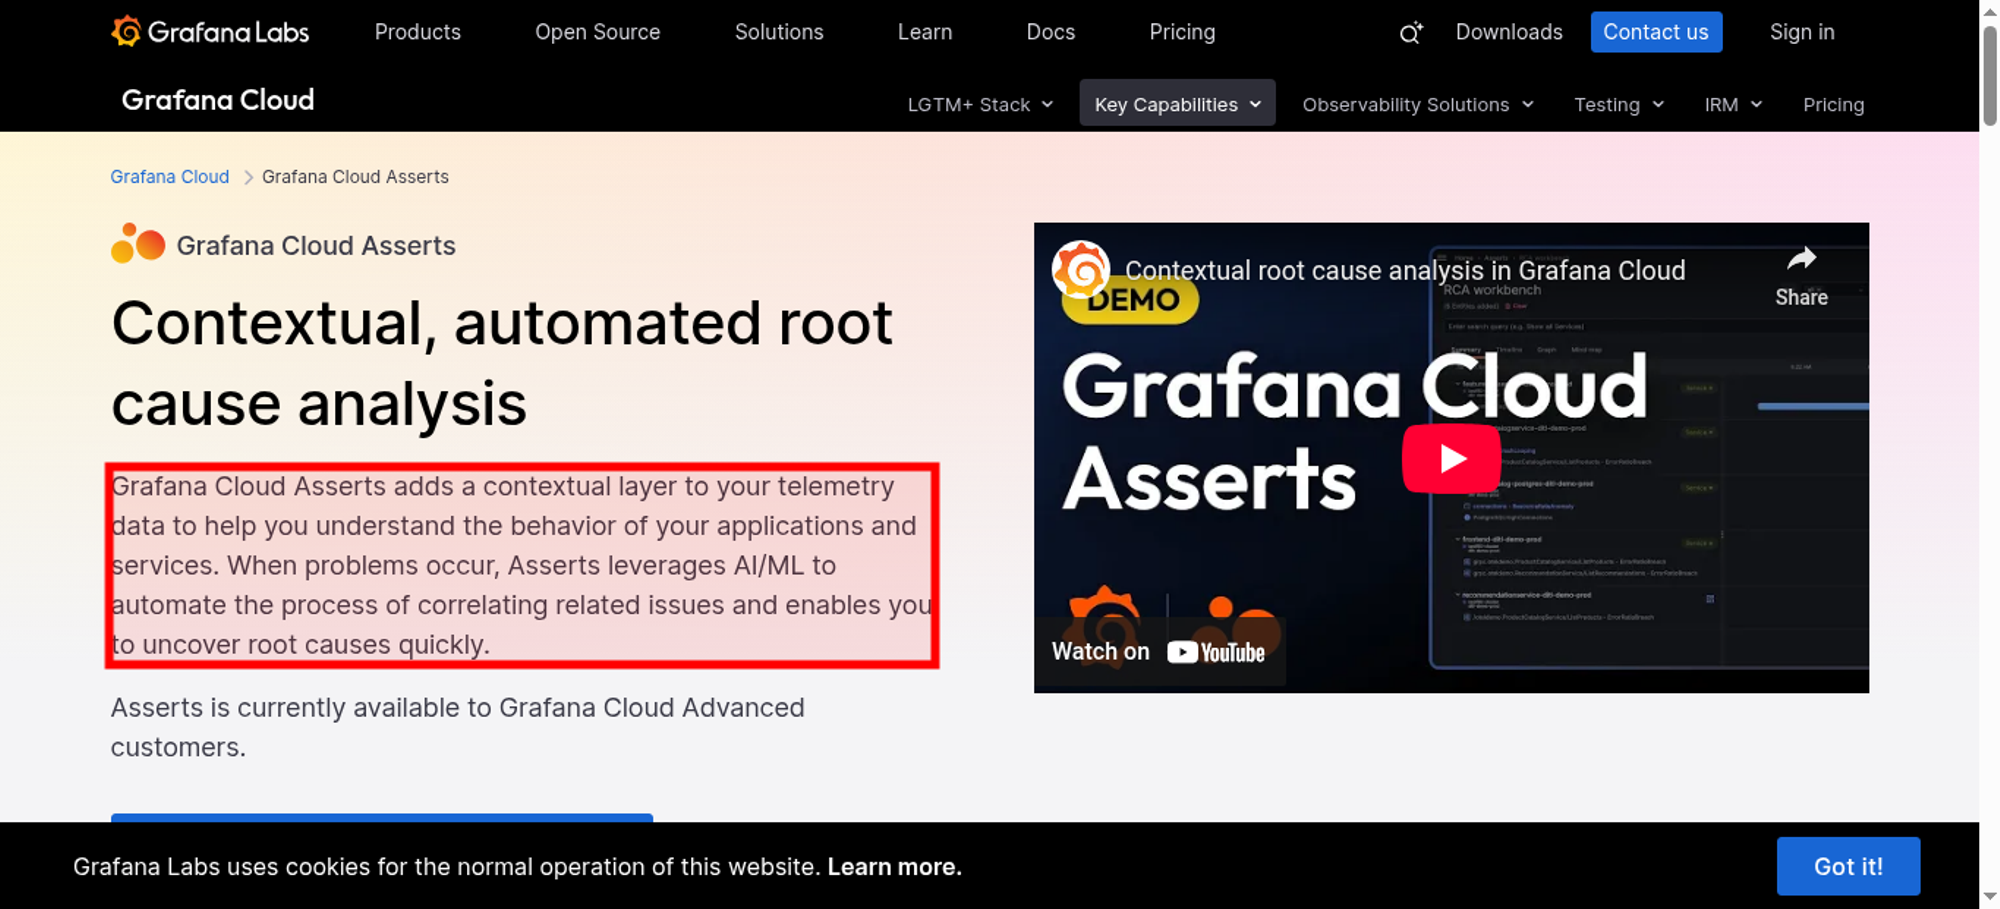 Grafana Labs
Products
Open Source
Solutions
Learn
Docs
Pricing
Downloads
Contact us
Sign in
Grafana Cloud
LGTM+ Stack
Key Capabilities
Observability Solutions
Testing
IRM
Pricing
Grafana Cloud
Grafana Cloud Asserts
Grafana Cloud Asserts
Contextual, automated root
cause analysis
Grafana Cloud Asserts adds a contextual layer to your telemetry
data to help you understand the behavior of your applications and
services. When problems occur, Asserts leverages AI/ML to
automate the process of correlating related issues and enables you
to uncover root causes quickly.
Asserts is currently available to Grafana Cloud Advanced
customers.
Contextual root cause analysis in Grafana Cloud
Share
DEMO
RCA workbench
Grafana Cloud
Asserts
Watch on YouTube
Grafana Labs uses cookies for the normal operation of this website. Learn more.
Got it!